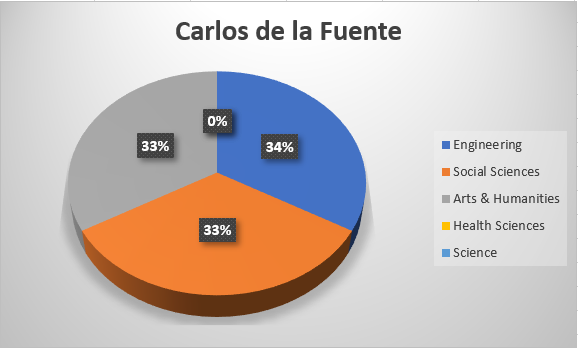 Carlos de la Fuente
0%
33%
34%
33%
Engineering
Social Sciences
Arts & Humanities
Health Sciences
Science